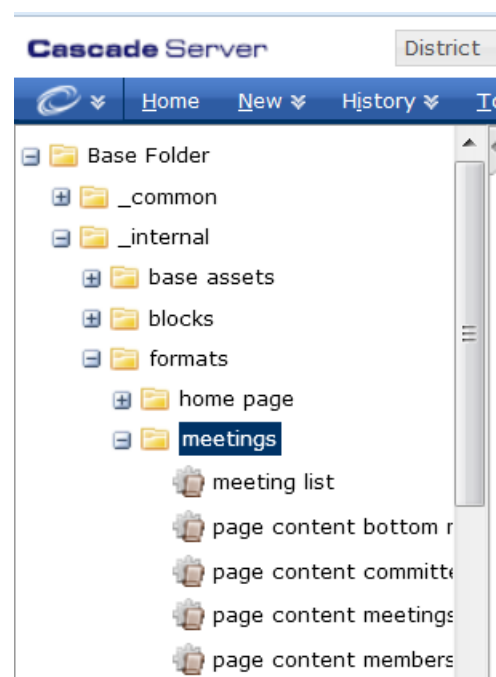 Cascade Server District
Home New History
Base Folder
_common
_internal
base assets
blocks
formats
home page
meetings
meeting list
page content bottom
page content
page content meetings
page content members